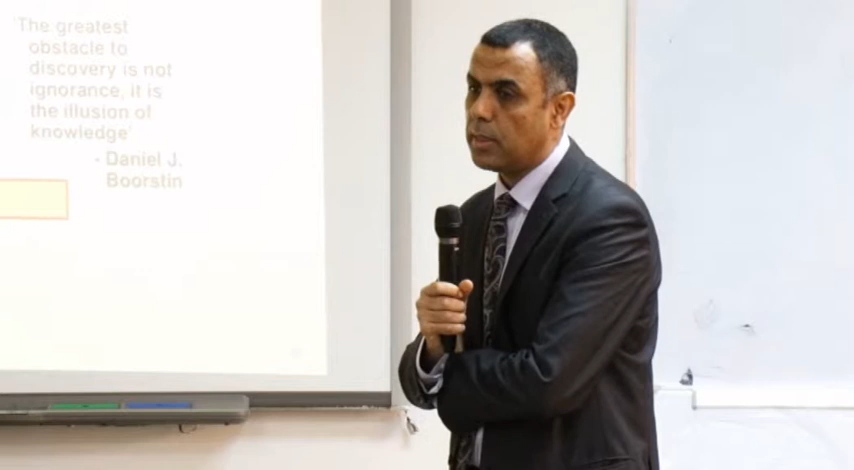 'The greatest
obstacle to
discovery is not
ignorance, it is
the illusion of
knowledge'
- Daniel J.
Boorstin